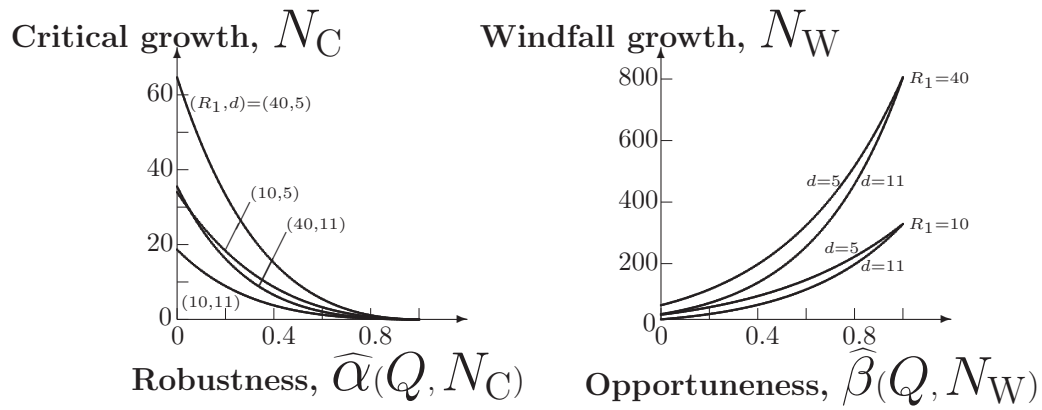 Critical growth, N_C
60
40
20
0
(R_1,d)=(40,5)
(10,5)
(40,11)
(10,11)
0 0.4 0.8
Robustness, α̂(Q, N_C)
Windfall growth, N_W
800
600
400
200
0
R_1=40
d=5 d=11
R_1=10
d=5
d=11
0 0.4 0.8
Opportuneness, β̂(Q, N_W)